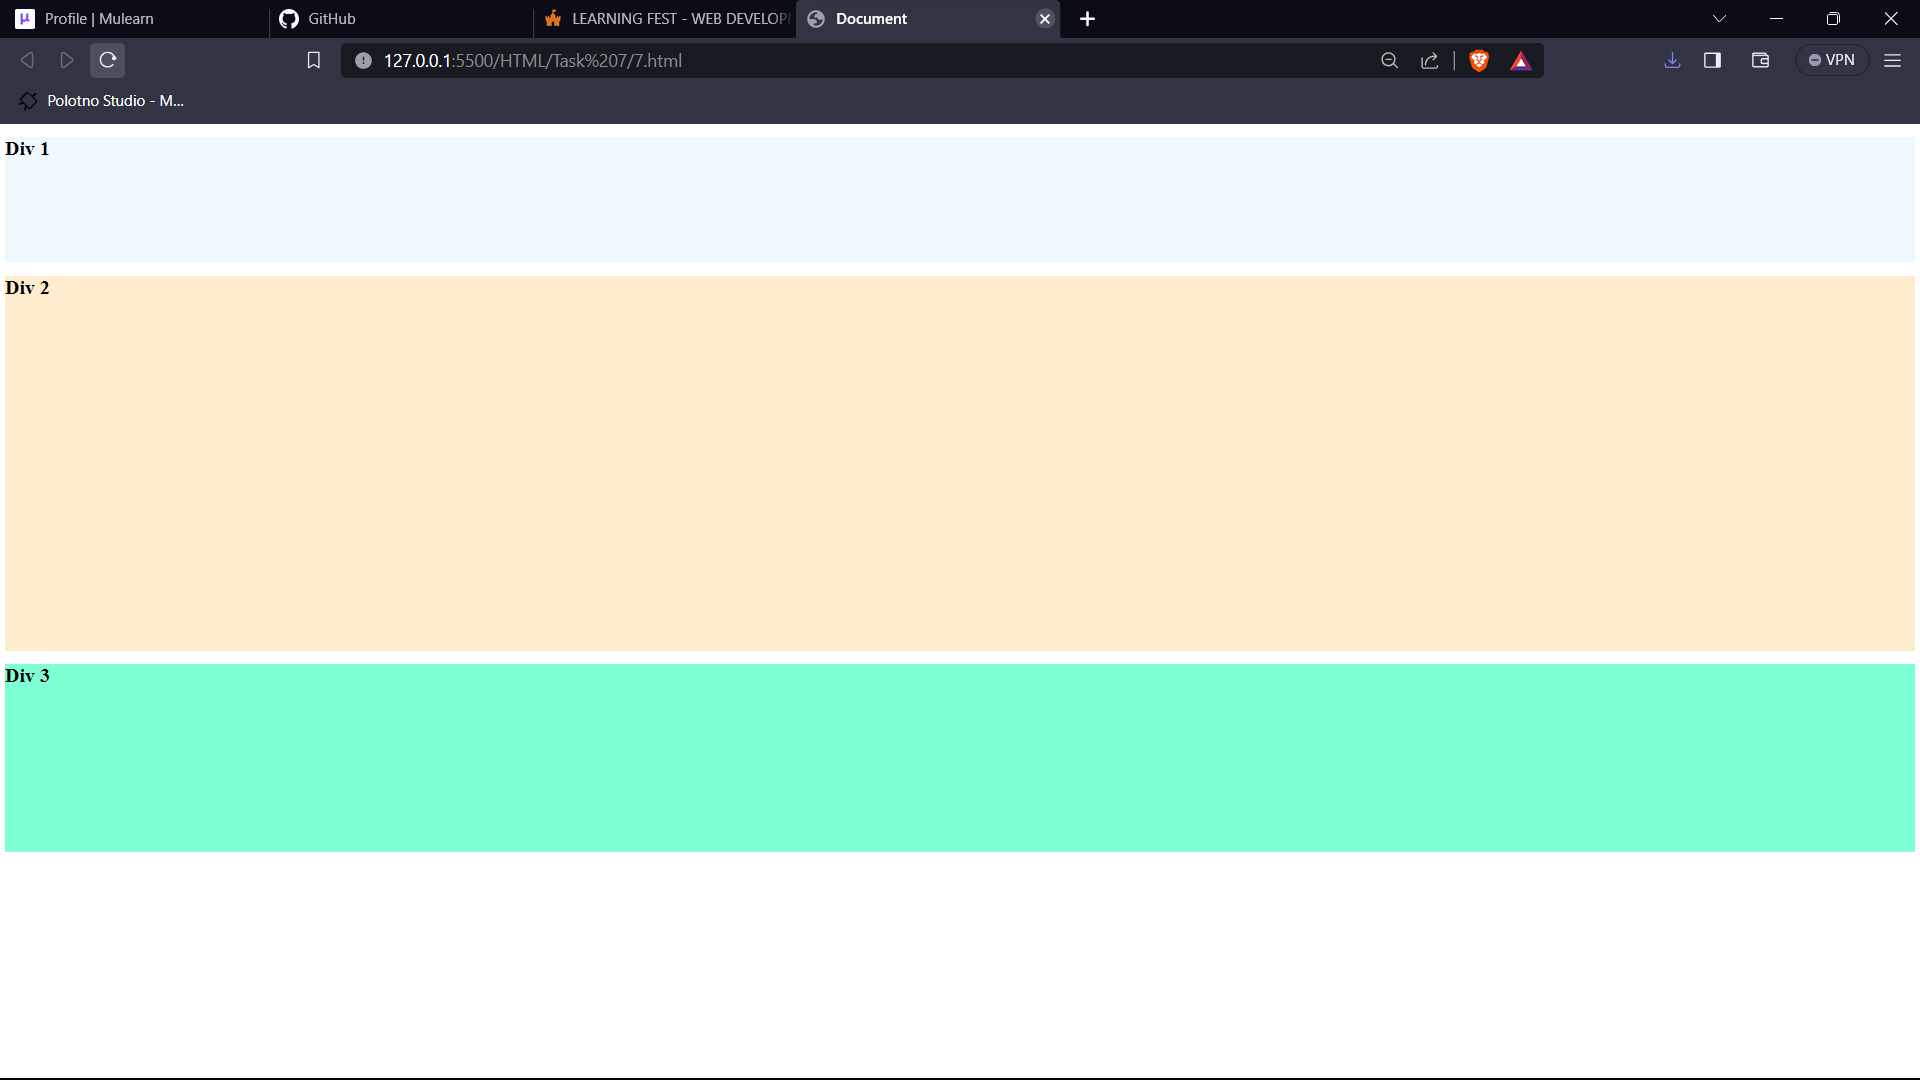 μ Profile | Mulearn
GitHub
LEARNING FEST - WEB DEVELOP
Document
127.0.0.1:5500/HTML/Task%207/7.html
VPN
Polotno Studio - M...
Div 1
Div 2
Div 3